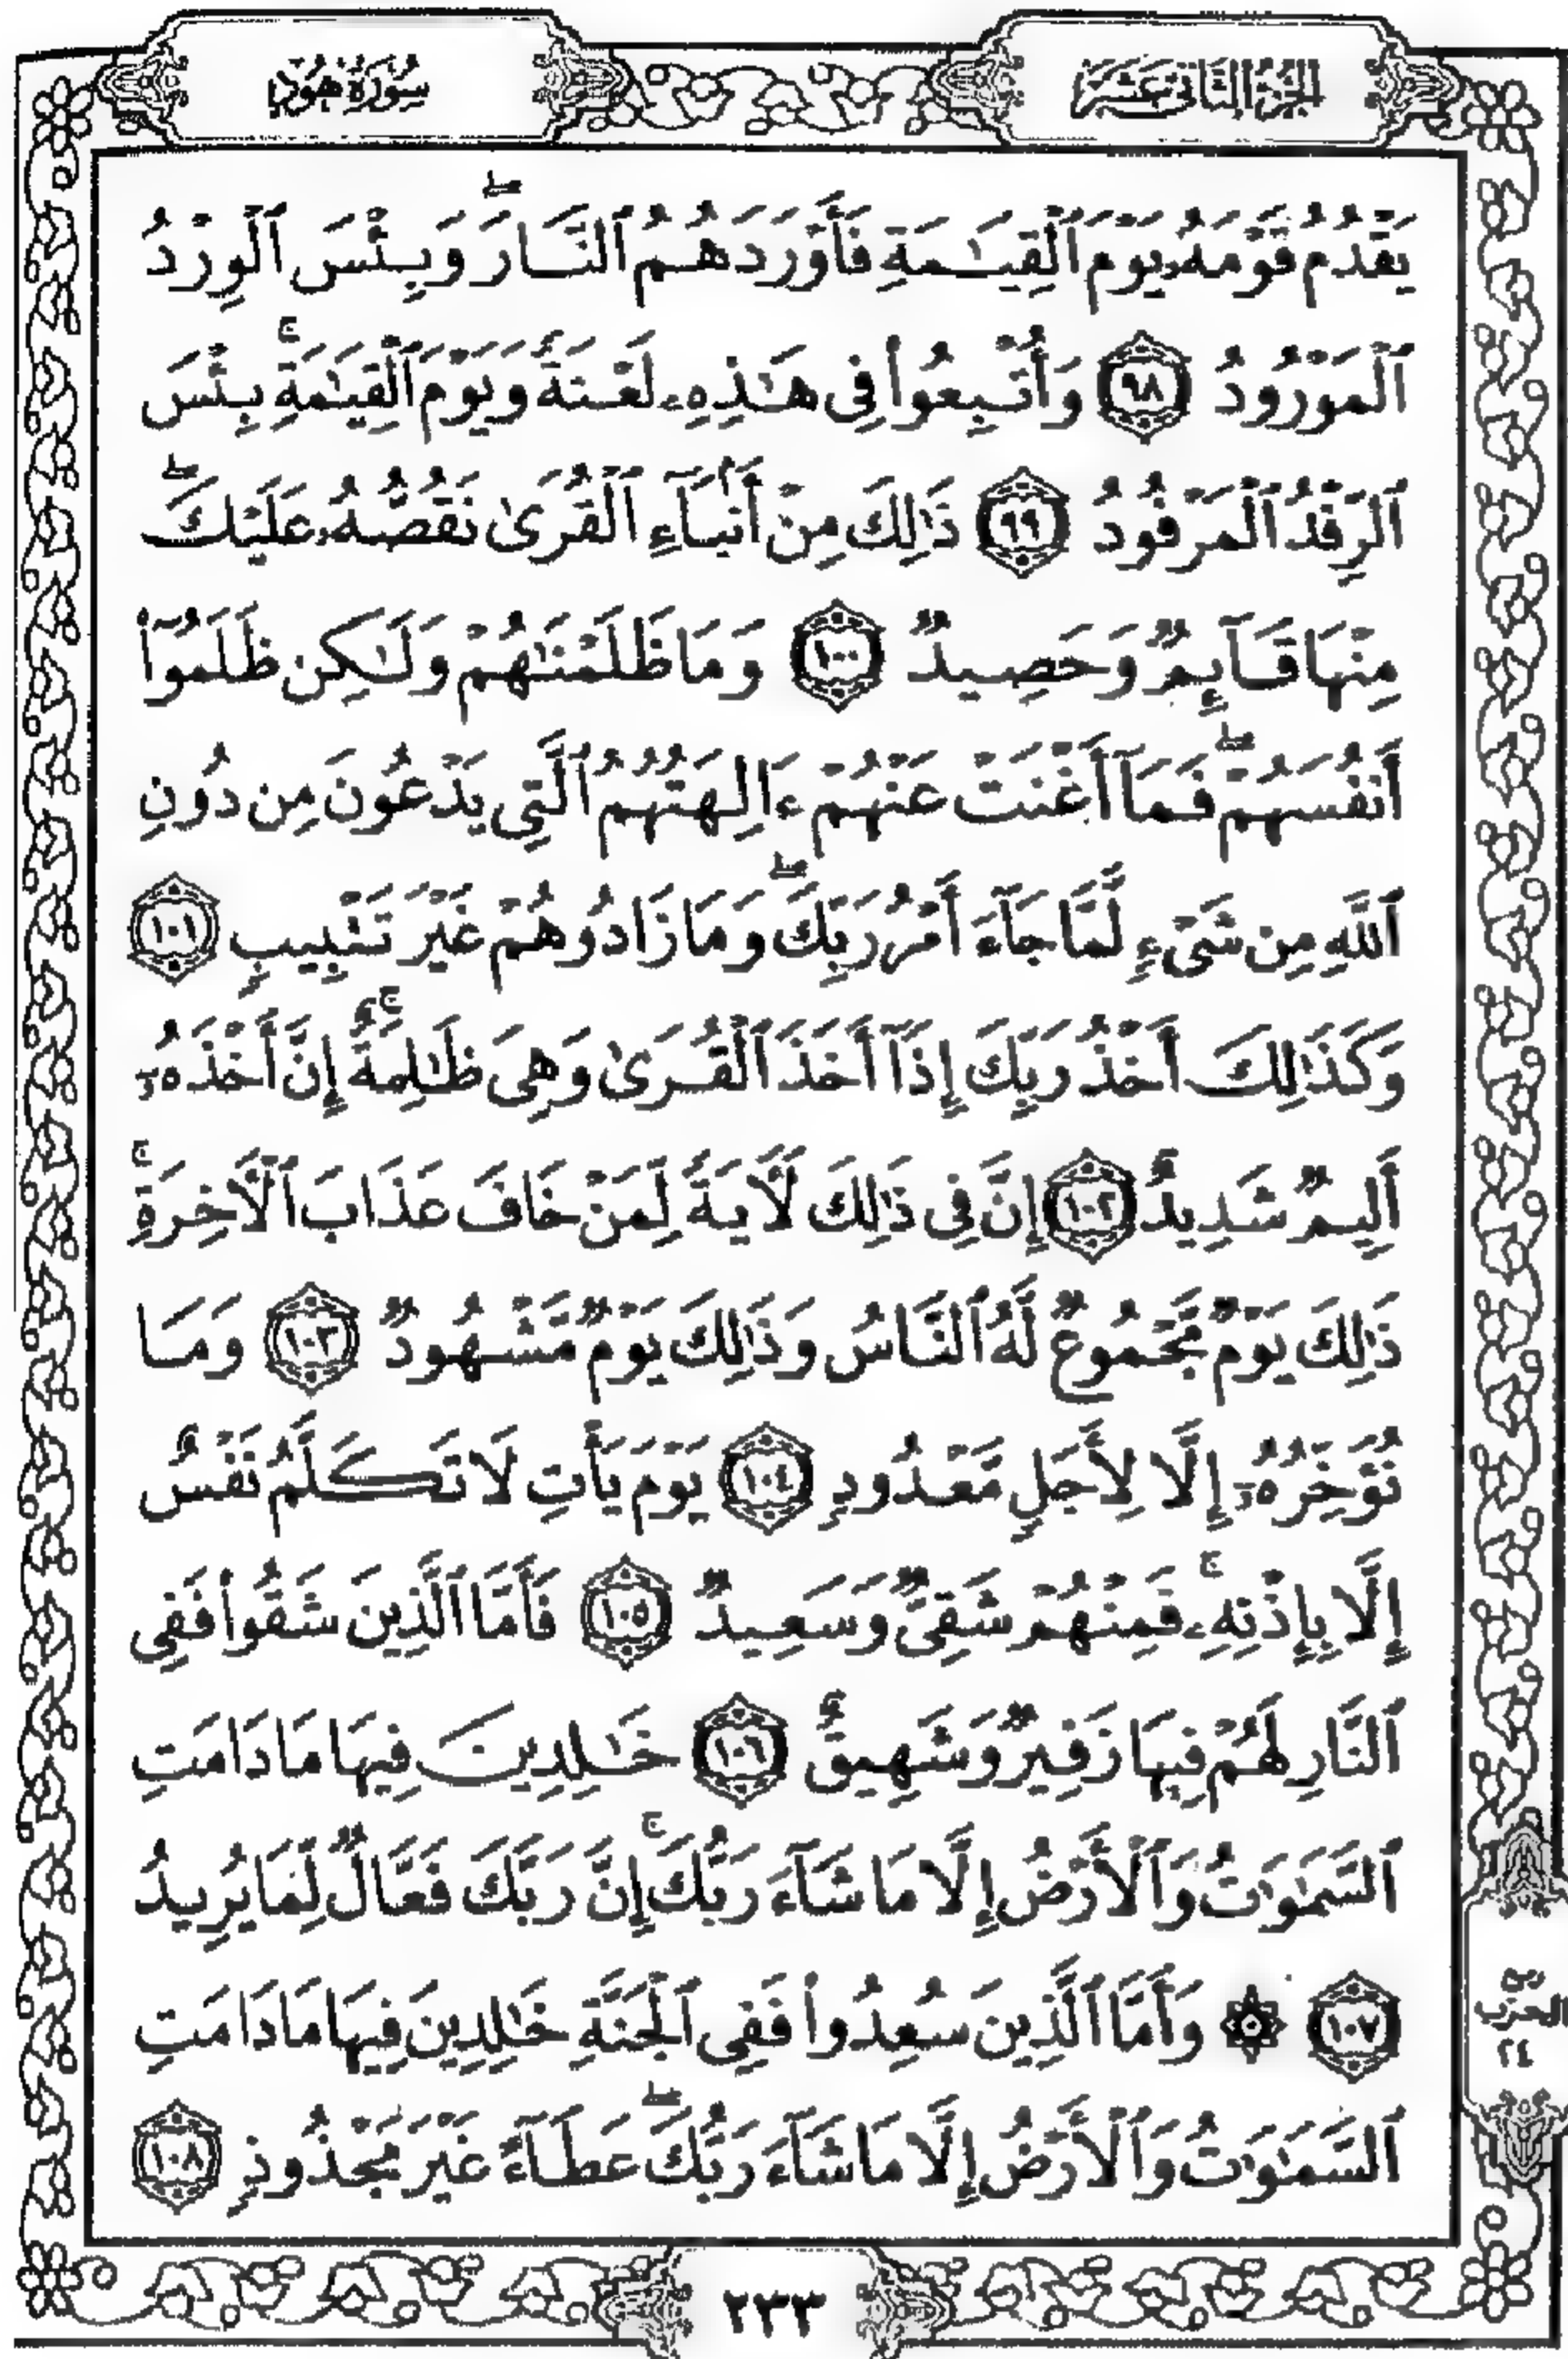 الجزء الثاني عشر
سورة هود
يَقْدُمُ قَوْمَهُۥ يَوْمَ ٱلْقِيَـٰمَةِ فَأَوْرَدَهُمُ ٱلنَّارَ ۖ وَبِئْسَ ٱلْوِرْدُ
ٱلْمَوْرُودُ ٩٨ وَأُتْبِعُوا۟ فِى هَـٰذِهِۦ لَعْنَةً وَيَوْمَ ٱلْقِيَـٰمَةِ ۚ بِئْسَ
ٱلرِّفْدُ ٱلْمَرْفُودُ ٩٩ ذَٰلِكَ مِنْ أَنۢبَآءِ ٱلْقُرَىٰ نَقُصُّهُۥ عَلَيْكَ ۖ
مِنْهَا قَآئِمٌ وَحَصِيدٌ ١٠٠ وَمَا ظَلَمْنَـٰهُمْ وَلَـٰكِن ظَلَمُوٓا۟
أَنفُسَهُمْ ۖ فَمَآ أَغْنَتْ عَنْهُمْ ءَالِهَتُهُمُ ٱلَّتِى يَدْعُونَ مِن دُونِ
ٱللَّهِ مِن شَىْءٍ لَّمَّا جَآءَ أَمْرُ رَبِّكَ ۖ وَمَا زَادُوهُمْ غَيْرَ تَتْبِيبٍ ١٠١
وَكَذَٰلِكَ أَخْذُ رَبِّكَ إِذَآ أَخَذَ ٱلْقُرَىٰ وَهِىَ ظَـٰلِمَةٌ ۚ إِنَّ أَخْذَهُۥٓ
أَلِيمٌ شَدِيدٌ ١٠٢ إِنَّ فِى ذَٰلِكَ لَـَٔايَةً لِّمَنْ خَافَ عَذَابَ ٱلْـَٔاخِرَةِ ۚ
ذَٰلِكَ يَوْمٌ مَّجْمُوعٌ لَّهُ ٱلنَّاسُ وَذَٰلِكَ يَوْمٌ مَّشْهُودٌ ١٠٣ وَمَا
نُؤَخِّرُهُۥٓ إِلَّا لِأَجَلٍ مَّعْدُودٍ ١٠٤ يَوْمَ يَأْتِ لَا تَكَلَّمُ نَفْسٌ
إِلَّا بِإِذْنِهِۦ ۚ فَمِنْهُمْ شَقِىٌّ وَسَعِيدٌ ١٠٥ فَأَمَّا ٱلَّذِينَ شَقُوا۟ فَفِى
ٱلنَّارِ لَهُمْ فِيهَا زَفِيرٌ وَشَهِيقٌ ١٠٦ خَـٰلِدِينَ فِيهَا مَا دَامَتِ
ٱلسَّمَـٰوَٰتُ وَٱلْأَرْضُ إِلَّا مَا شَآءَ رَبُّكَ ۚ إِنَّ رَبَّكَ فَعَّالٌ لِّمَا يُرِيدُ
١٠٧ ۞ وَأَمَّا ٱلَّذِينَ سُعِدُوا۟ فَفِى ٱلْجَنَّةِ خَـٰلِدِينَ فِيهَا مَا دَامَتِ
ٱلسَّمَـٰوَٰتُ وَٱلْأَرْضُ إِلَّا مَا شَآءَ رَبُّكَ ۖ عَطَآءً غَيْرَ مَجْذُوذٍ ١٠٨
الحزب
٢٤
٢٣٣